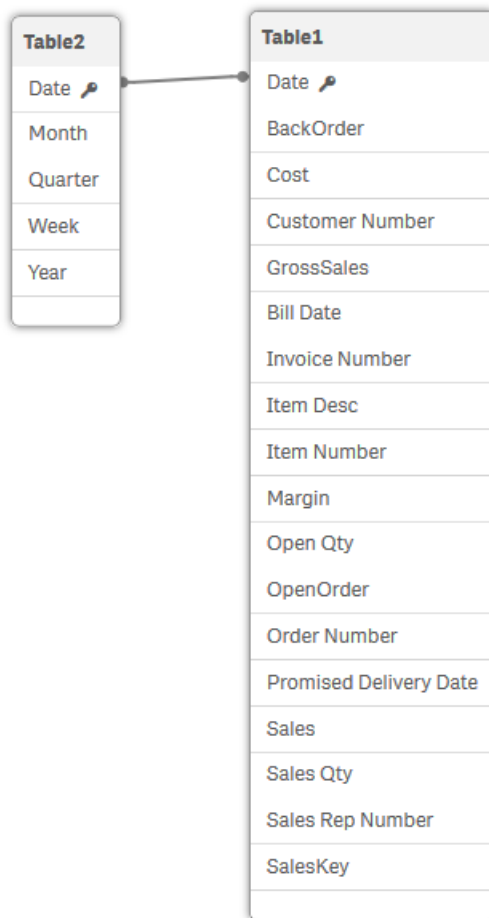 Table2
Date
Month
Quarter
Week
Year
Table1
Date
BackOrder
Cost
Customer Number
GrossSales
Bill Date
Invoice Number
Item Desc
Item Number
Margin
Open Qty
OpenOrder
Order Number
Promised Delivery Date
Sales
Sales Qty
Sales Rep Number
SalesKey